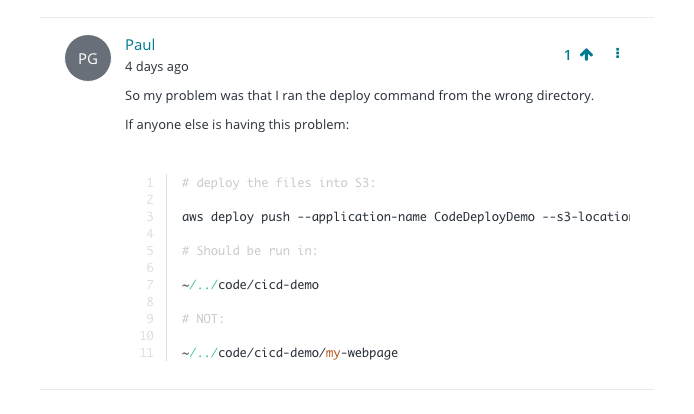 PG
Paul
1
4 days ago
So my problem was that I ran the deploy command from the wrong directory.
If anyone else is having this problem:
1 # deploy the files into S3:
2
3 aws deploy push --application-name CodeDeployDemo --s3-location
4
5 # Should be run in:
6
7 ~/../code/cicd-demo
8
9 # NOT:
10
11 ~/../code/cicd-demo/my-webpage